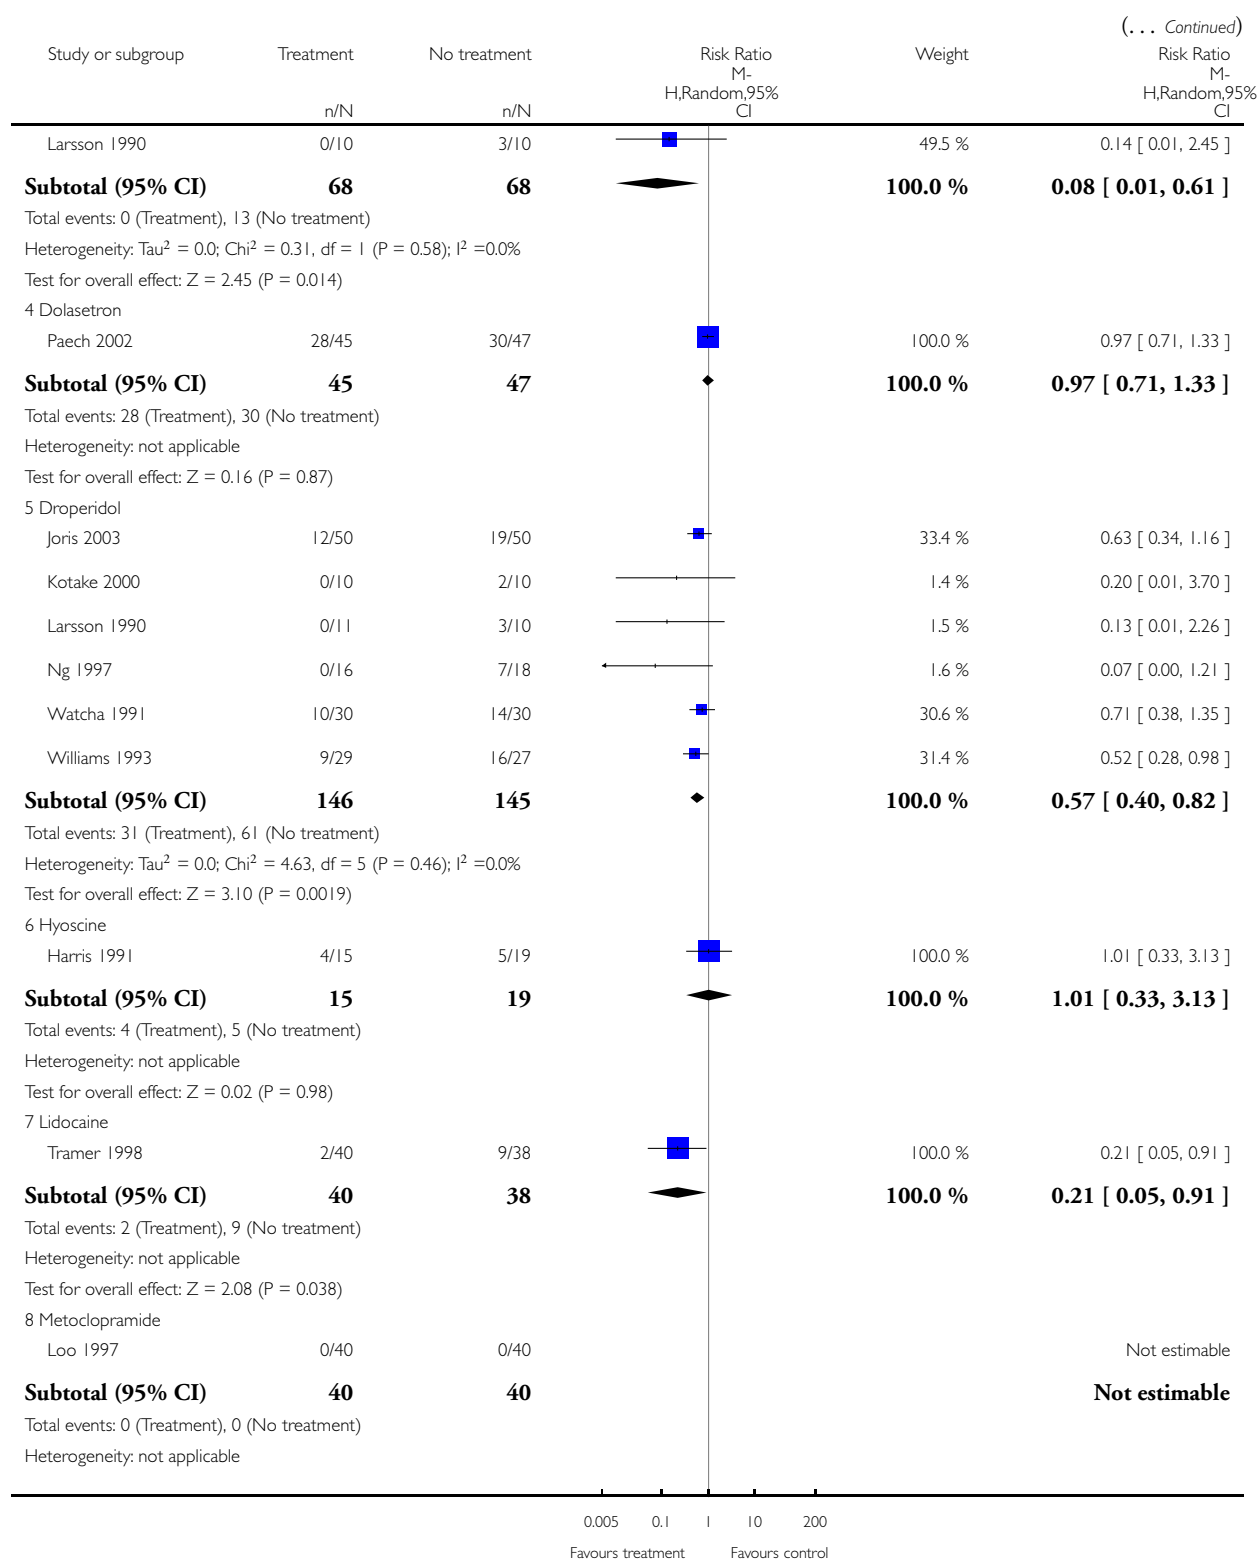 (... Continued)
Study or subgroup Treatment No treatment Risk Ratio Weight Risk Ratio
M- M-
H,Random,95% H,Random,95%
n/N n/N CI CI
Larsson 1990 0/10 3/10 49.5 % 0.14 [ 0.01, 2.45 ]
Subtotal (95% CI) 68 68 100.0 % 0.08 [ 0.01, 0.61 ]
Total events: 0 (Treatment), 13 (No treatment)
Heterogeneity: Tau² = 0.0; Chi² = 0.31, df = 1 (P = 0.58); I² =0.0%
Test for overall effect: Z = 2.45 (P = 0.014)
4 Dolasetron
Paech 2002 28/45 30/47 100.0 % 0.97 [ 0.71, 1.33 ]
Subtotal (95% CI) 45 47 100.0 % 0.97 [ 0.71, 1.33 ]
Total events: 28 (Treatment), 30 (No treatment)
Heterogeneity: not applicable
Test for overall effect: Z = 0.16 (P = 0.87)
5 Droperidol
Joris 2003 12/50 19/50 33.4 % 0.63 [ 0.34, 1.16 ]
Kotake 2000 0/10 2/10 1.4 % 0.20 [ 0.01, 3.70 ]
Larsson 1990 0/11 3/10 1.5 % 0.13 [ 0.01, 2.26 ]
Ng 1997 0/16 7/18 1.6 % 0.07 [ 0.00, 1.21 ]
Watcha 1991 10/30 14/30 30.6 % 0.71 [ 0.38, 1.35 ]
Williams 1993 9/29 16/27 31.4 % 0.52 [ 0.28, 0.98 ]
Subtotal (95% CI) 146 145 100.0 % 0.57 [ 0.40, 0.82 ]
Total events: 31 (Treatment), 61 (No treatment)
Heterogeneity: Tau² = 0.0; Chi² = 4.63, df = 5 (P = 0.46); I² =0.0%
Test for overall effect: Z = 3.10 (P = 0.0019)
6 Hyoscine
Harris 1991 4/15 5/19 100.0 % 1.01 [ 0.33, 3.13 ]
Subtotal (95% CI) 15 19 100.0 % 1.01 [ 0.33, 3.13 ]
Total events: 4 (Treatment), 5 (No treatment)
Heterogeneity: not applicable
Test for overall effect: Z = 0.02 (P = 0.98)
7 Lidocaine
Tramer 1998 2/40 9/38 100.0 % 0.21 [ 0.05, 0.91 ]
Subtotal (95% CI) 40 38 100.0 % 0.21 [ 0.05, 0.91 ]
Total events: 2 (Treatment), 9 (No treatment)
Heterogeneity: not applicable
Test for overall effect: Z = 2.08 (P = 0.038)
8 Metoclopramide
Loo 1997 0/40 0/40 Not estimable
Subtotal (95% CI) 40 40 Not estimable
Total events: 0 (Treatment), 0 (No treatment)
Heterogeneity: not applicable
0.005 0.1 1 10 200
Favours treatment Favours control